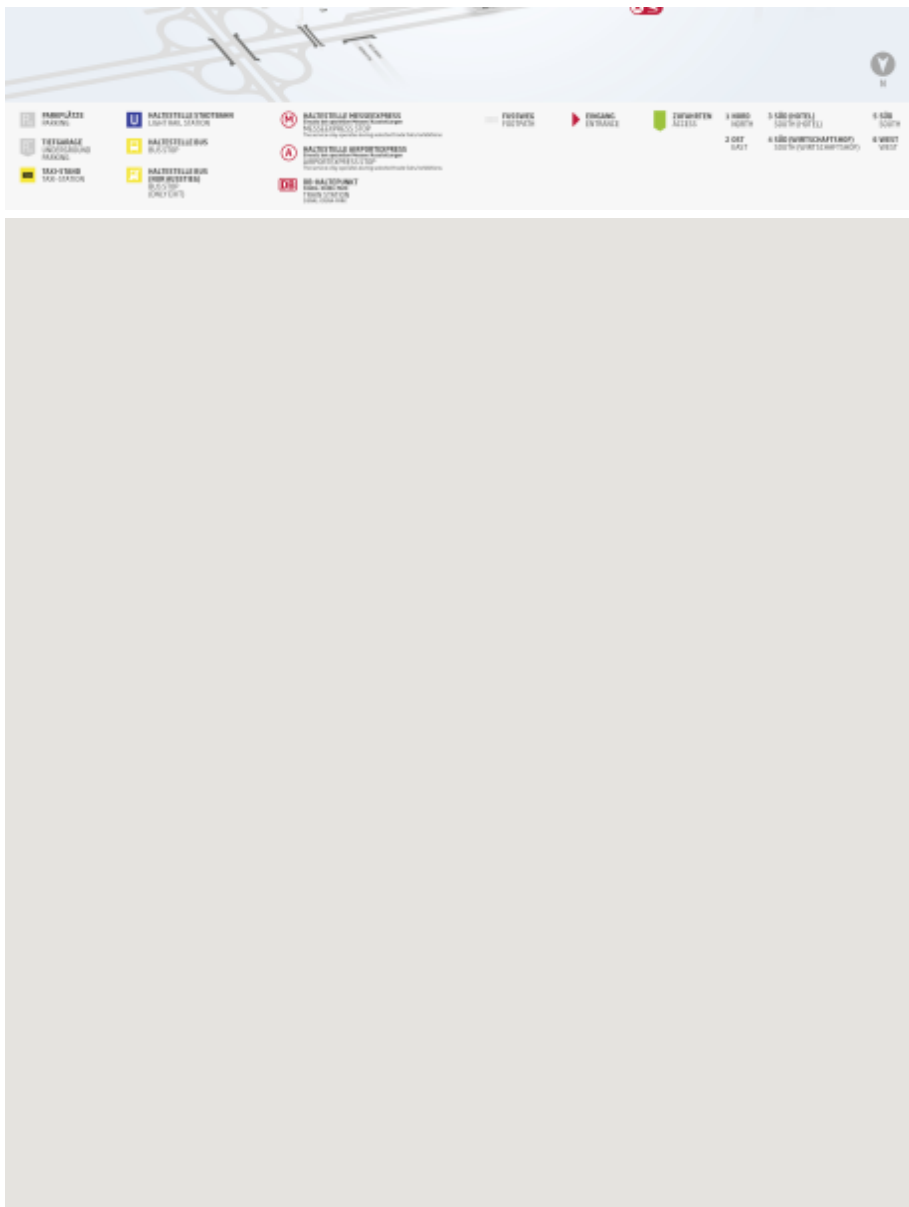 N
PARKPLÄTZE
PARKING
TIEFGARAGE
UNDERGROUND
PARKING
TAXI-STAND
TAXI-STATION
U
HALTESTELLE STADTBAHN
LIGHT RAIL STATION
HALTESTELLE BUS
BUS STOP
HALTESTELLE BUS
(NUR AUSSTIEG)
BUS STOP
(ONLY EXIT)
M
HALTESTELLE MESSEEXPRESS
MESSEEXPRESS STOP
A
HALTESTELLE AIRPORTEXPRESS
AIRPORTEXPRESS STOP
DB
DB-HALTEPUNKT
TRAIN STATION
FUSSWEG
FOOTPATH
EINGANG
ENTRANCE
ZUFAHRTEN
ACCESS
1 NORD
NORTH
2 OST
EAST
3 SÜD (HOTEL)
SOUTH (HOTEL)
4 SÜD (WIRTSCHAFTSHOF)
SOUTH (WIRTSCHAFTSHOF)
5 SÜD
SOUTH
6 WEST
WEST